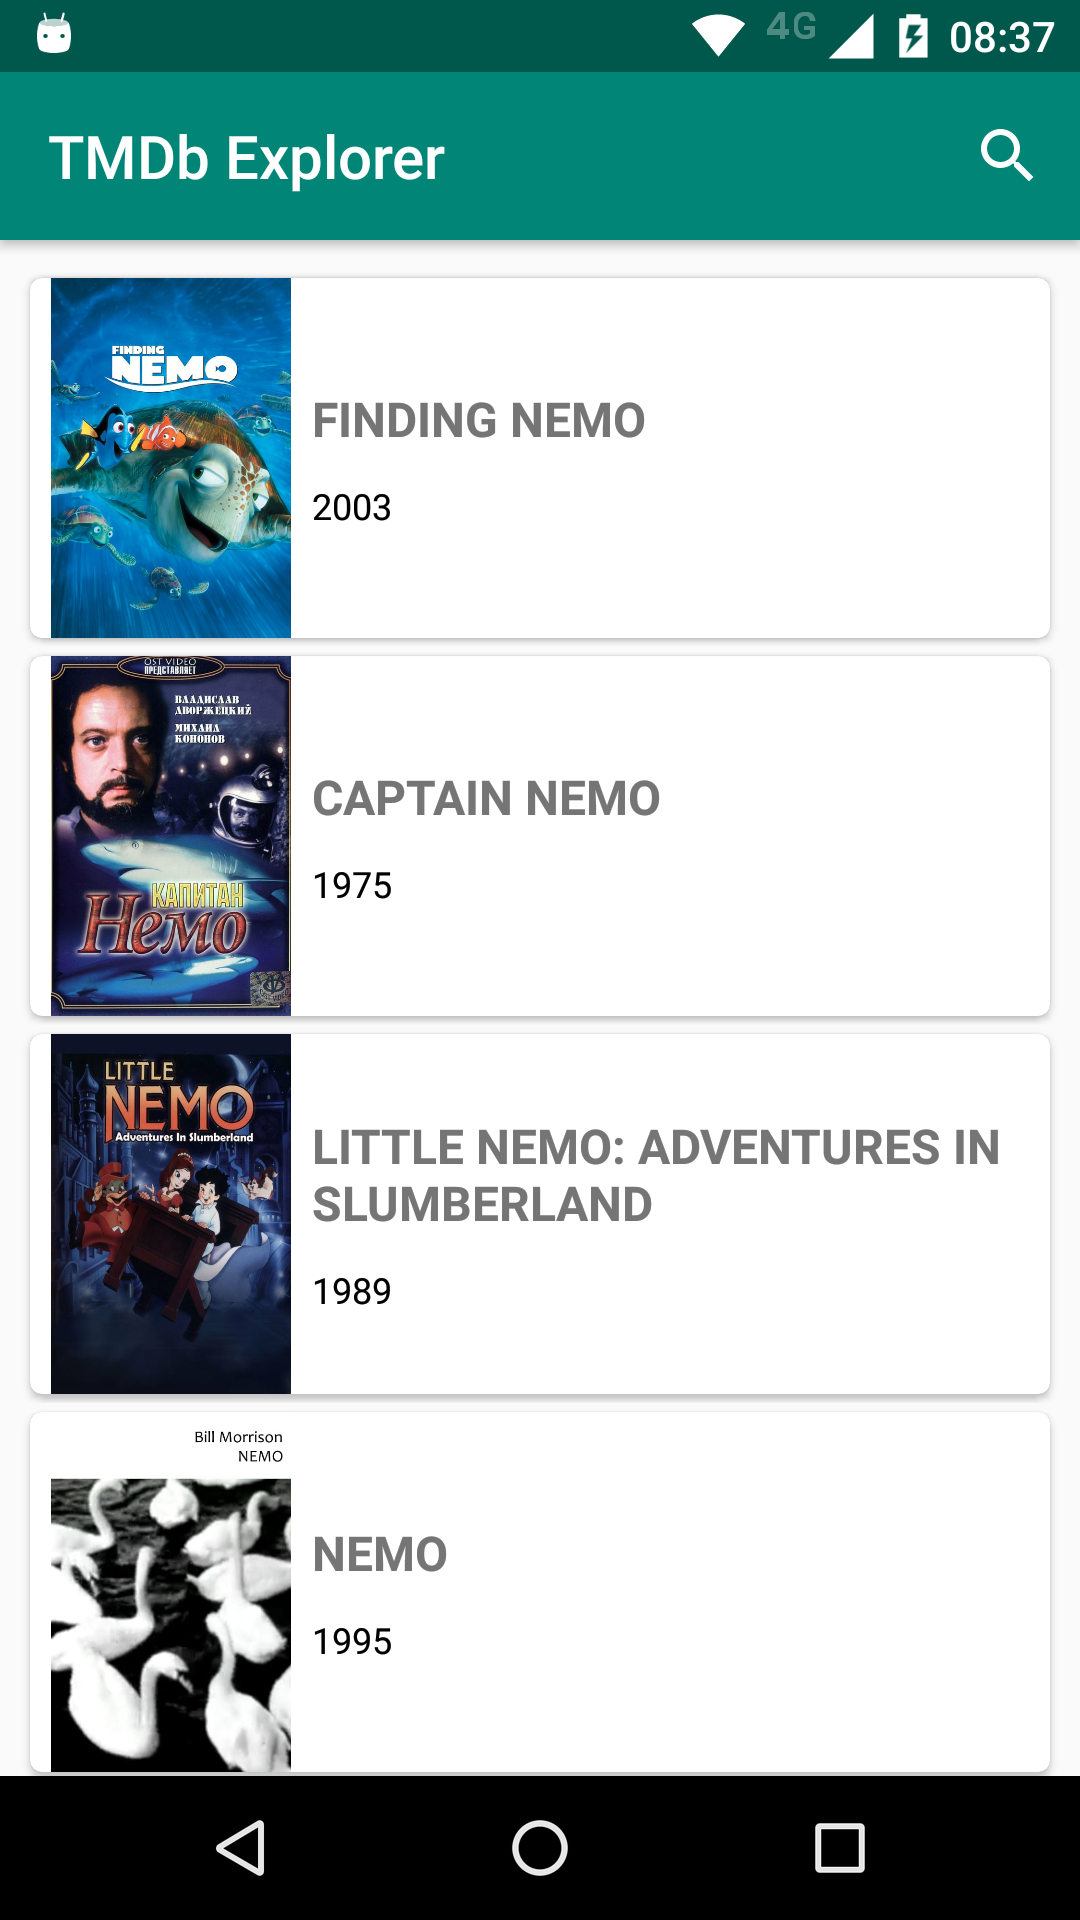 4G 08:37
TMDb Explorer
FINDING
NEMO
FINDING NEMO
2003
OST VIDEO
ПРЕДСТАВЛЯЕТ
ВЛАДИСЛАВ
ДВОРЖЕЦКИЙ
МИХАИЛ
КОНОНОВ
КАПИТАН
Немо
CAPTAIN NEMO
1975
LITTLE
NEMO
Adventures In Slumberland
LITTLE NEMO: ADVENTURES IN
SLUMBERLAND
1989
Bill Morrison
NEMO
NEMO
1995